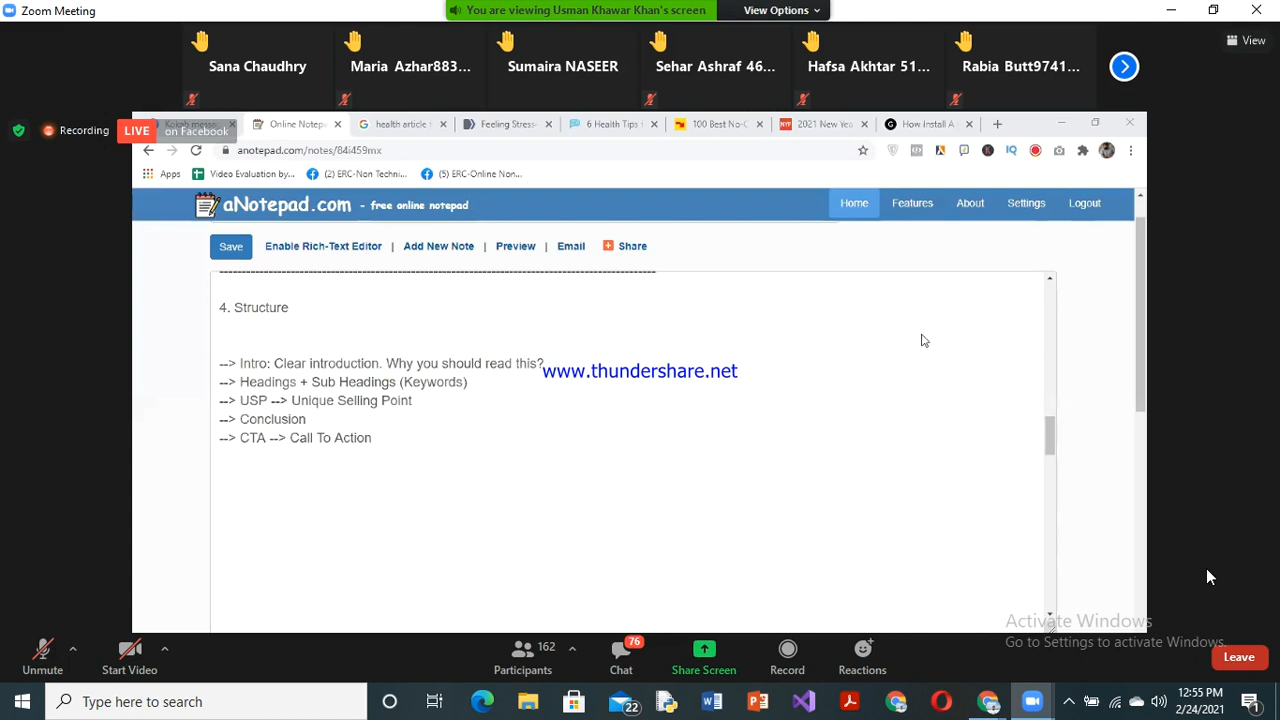 Zoom Meeting
You are viewing Usman Khawar Khan's screen
View Options
View
Sana Chaudhry
Maria Azhar883...
Sumaira NASEER
Sehar Ashraf 46...
Hafsa Akhtar 51...
Rabia Butt9741...
Recording
LIVE on Facebook
Online Notep
health article
Feeling Stress
6 Health Tips
100 Best No-C
NYF 2021 New Yea
How Install A
anotepad.com/notes/84i459mx
Apps
Video Evaluation by...
(2) ERC-Non Techni...
(5) ERC-Online Non...
aNotepad.com - free online notepad
Home
Features
About
Settings
Logout
Save
Enable Rich-Text Editor | Add New Note | Preview | Email | Share
4. Structure
--> Intro: Clear introduction. Why you should read this?
www.thundershare.net
--> Headings + Sub Headings (Keywords)
--> USP --> Unique Selling Point
--> Conclusion
--> CTA --> Call To Action
Activate Windows
Go to Settings to activate Windows.
Unmute
Start Video
162
Participants
76
Chat
Share Screen
Record
Reactions
Leave
Type here to search
22
12:55 PM
2/24/2021
1